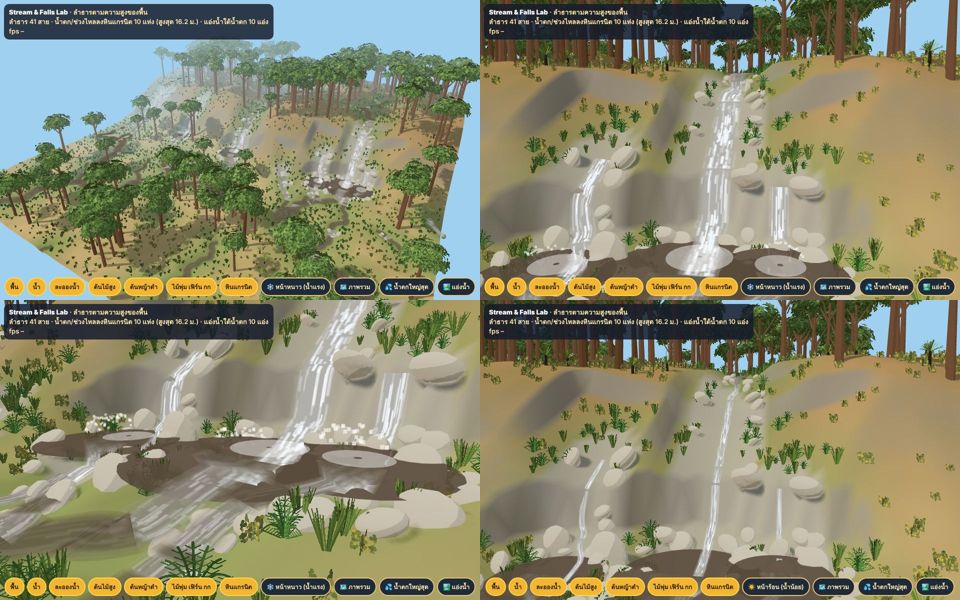 Stream & Falls Lab · ลำธารตามความสูงของพื้น
ลำธาร 41 สาย · น้ำตก/ช่วงไหลลงหินแกรนิต 10 แห่ง (สูงสุด 16.2 ม.) · แอ่งน้ำใต้น้ำตก 10 แอ่ง
fps –
พื้น น้ำ ละอองน้ำ ต้นไม้สูง ต้นหญ้าดำ ไม้พุ่ม เฟิร์น กก หินแกรนิต ❄️ หน้าหนาว (น้ำแรง) 🖼️ ภาพรวม 💦 น้ำตกใหญ่สุด 🏞️ แอ่งน้ำ
Stream & Falls Lab · ลำธารตามความสูงของพื้น
ลำธาร 41 สาย · น้ำตก/ช่วงไหลลงหินแกรนิต 10 แห่ง (สูงสุด 16.2 ม.) · แอ่งน้ำใต้น้ำตก 10 แอ่ง
fps –
พื้น น้ำ ละอองน้ำ ต้นไม้สูง ต้นหญ้าดำ ไม้พุ่ม เฟิร์น กก หินแกรนิต ❄️ หน้าหนาว (น้ำแรง) 🖼️ ภาพรวม 💦 น้ำตกใหญ่สุด 🏞️ แอ่งน้ำ
Stream & Falls Lab · ลำธารตามความสูงของพื้น
ลำธาร 41 สาย · น้ำตก/ช่วงไหลลงหินแกรนิต 10 แห่ง (สูงสุด 16.2 ม.) · แอ่งน้ำใต้น้ำตก 10 แอ่ง
fps –
พื้น น้ำ ละอองน้ำ ต้นไม้สูง ต้นหญ้าดำ ไม้พุ่ม เฟิร์น กก หินแกรนิต ❄️ หน้าหนาว (น้ำแรง) 🖼️ ภาพรวม 💦 น้ำตกใหญ่สุด 🏞️ แอ่งน้ำ
Stream & Falls Lab · ลำธารตามความสูงของพื้น
ลำธาร 41 สาย · น้ำตก/ช่วงไหลลงหินแกรนิต 10 แห่ง (สูงสุด 16.2 ม.) · แอ่งน้ำใต้น้ำตก 10 แอ่ง
fps –
พื้น น้ำ ละอองน้ำ ต้นไม้สูง ต้นหญ้าดำ ไม้พุ่ม เฟิร์น กก หินแกรนิต ☀️ หน้าร้อน (น้ำน้อย) 🖼️ ภาพรวม 💦 น้ำตกใหญ่สุด 🏞️ แอ่งน้ำ